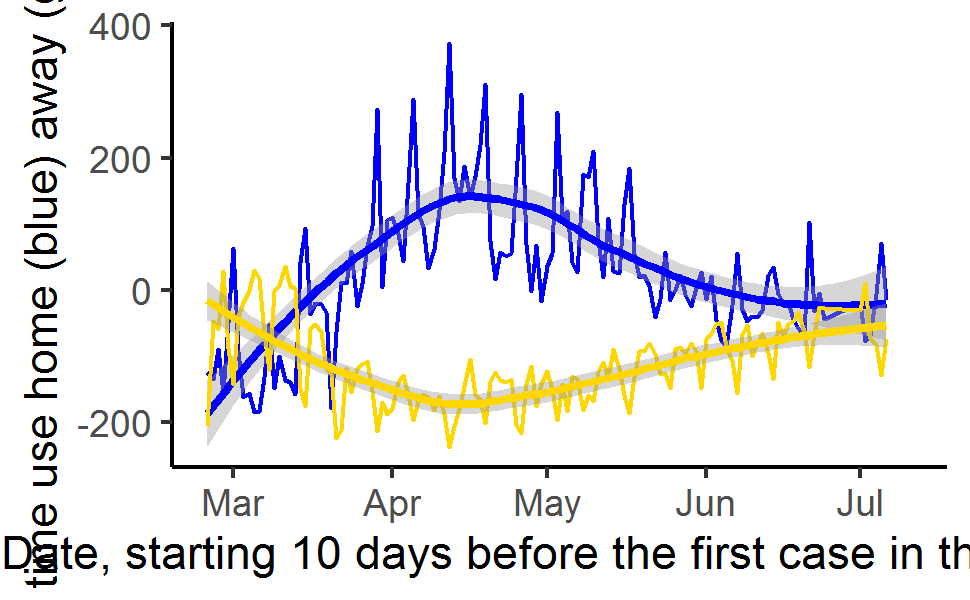 400
200
0
-200
time use home (blue) away (
Mar Apr May Jun Jul
Date, starting 10 days before the first case in th